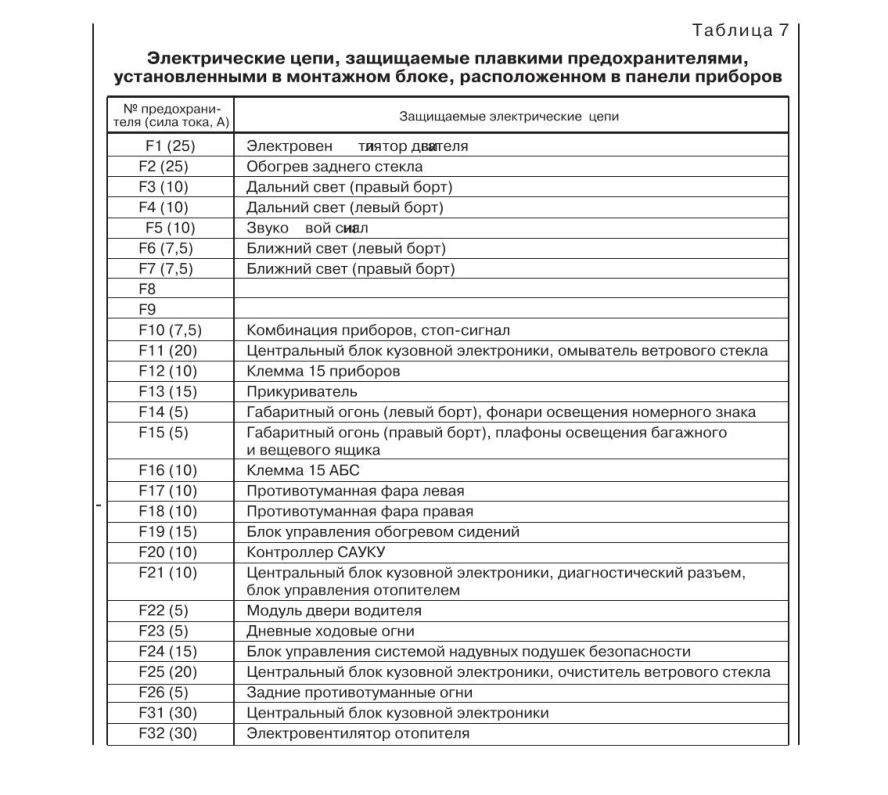 Таблица 7
Электрические цепи, защищаемые плавкими предохранителями,
установленными в монтажном блоке, расположенном в панели приборов
№ предохрани-
теля (сила тока, А)
Защищаемые электрические цепи
F1 (25) Электровентилятор двигателя
F2 (25) Обогрев заднего стекла
F3 (10) Дальний свет (правый борт)
F4 (10) Дальний свет (левый борт)
F5 (10) Звуковой сигнал
F6 (7,5) Ближний свет (левый борт)
F7 (7,5) Ближний свет (правый борт)
F8
F9
F10 (7,5) Комбинация приборов, стоп-сигнал
F11 (20) Центральный блок кузовной электроники, омыватель ветрового стекла
F12 (10) Клемма 15 приборов
F13 (15) Прикуриватель
F14 (5) Габаритный огонь (левый борт), фонари освещения номерного знака
F15 (5) Габаритный огонь (правый борт), плафоны освещения багажного
и вещевого ящика
F16 (10) Клемма 15 АБС
F17 (10) Противотуманная фара левая
F18 (10) Противотуманная фара правая
F19 (15) Блок управления обогревом сидений
F20 (10) Контроллер САУКУ
F21 (10) Центральный блок кузовной электроники, диагностический разъем,
блок управления отопителем
F22 (5) Модуль двери водителя
F23 (5) Дневные ходовые огни
F24 (15) Блок управления системой надувных подушек безопасности
F25 (20) Центральный блок кузовной электроники, очиститель ветрового стекла
F26 (5) Задние противотуманные огни
F31 (30) Центральный блок кузовной электроники
F32 (30) Электровентилятор отопителя